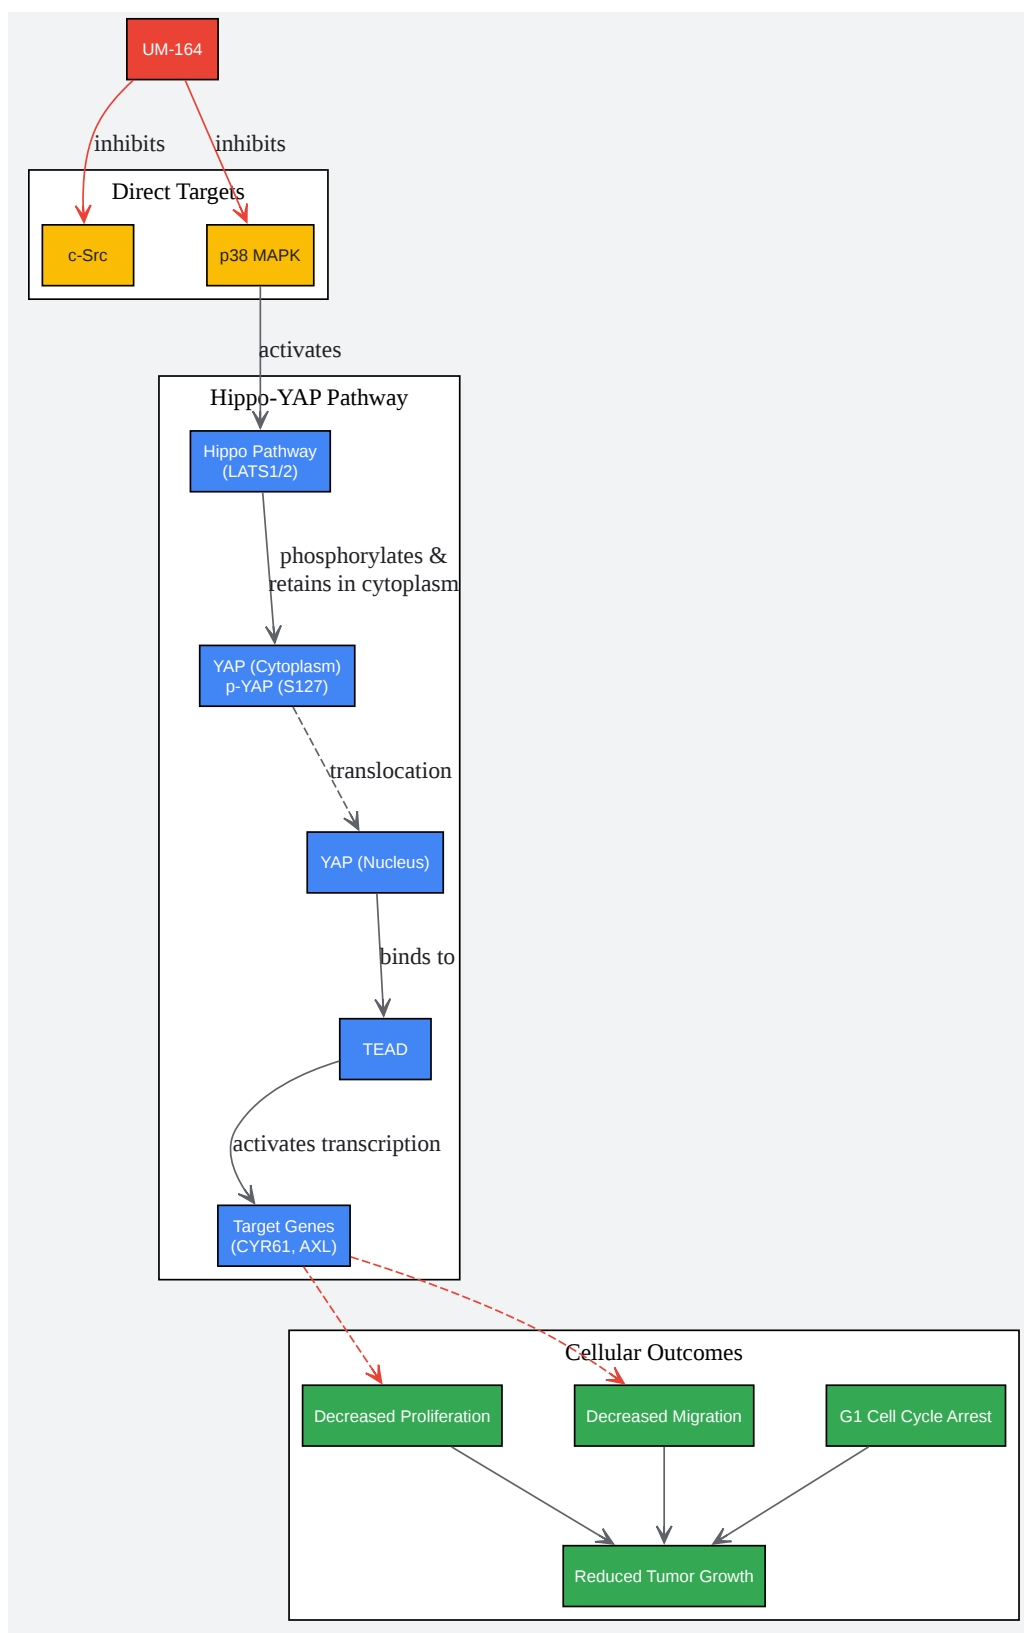 UM-164
inhibits
inhibits
Direct Targets
c-Src
p38 MAPK
activates
Hippo-YAP Pathway
Hippo Pathway
(LATS1/2)
phosphorylates &
retains in cytoplasm
YAP (Cytoplasm)
p-YAP (S127)
translocation
YAP (Nucleus)
binds to
TEAD
activates transcription
Target Genes
(CYR61, AXL)
Cellular Outcomes
Decreased Proliferation
Decreased Migration
G1 Cell Cycle Arrest
Reduced Tumor Growth